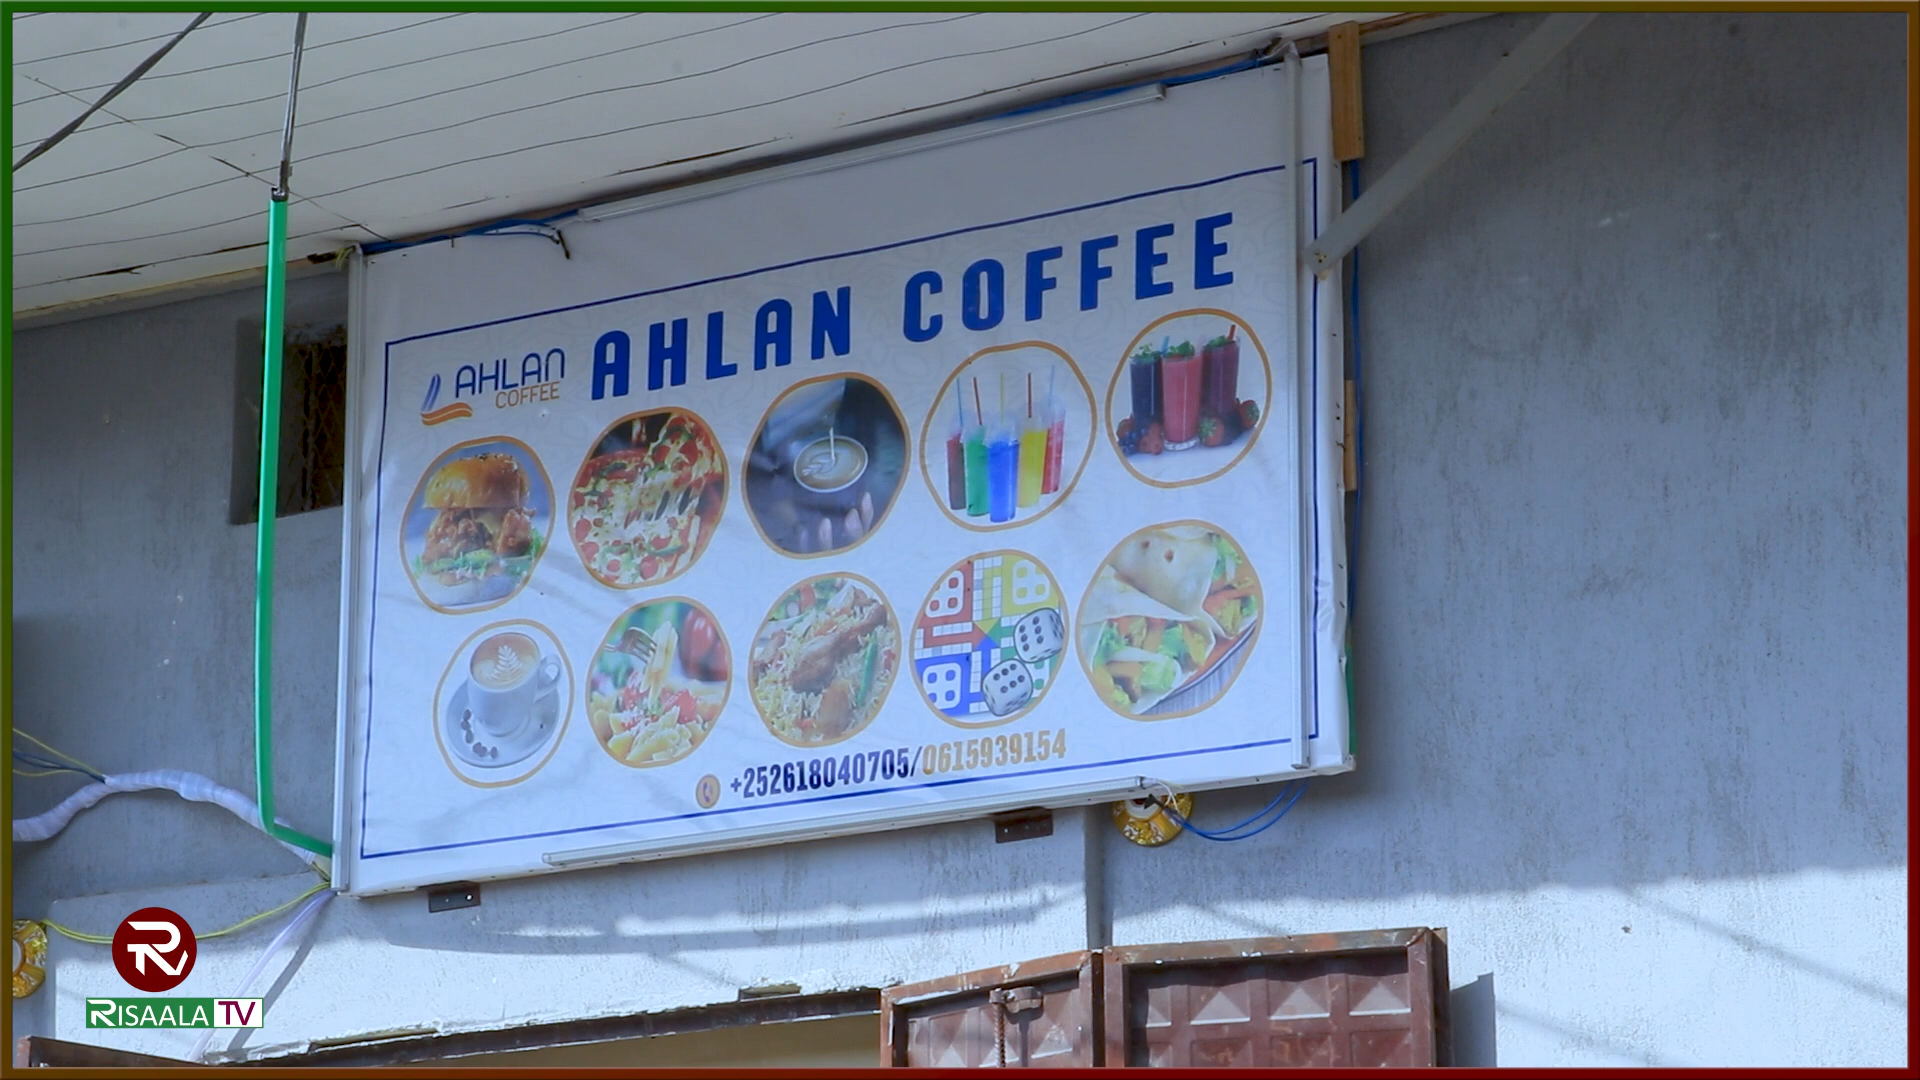 AHLAN COFFEE
AHLAN
COFFEE
+252618040705/0615939154
RISAALA TV